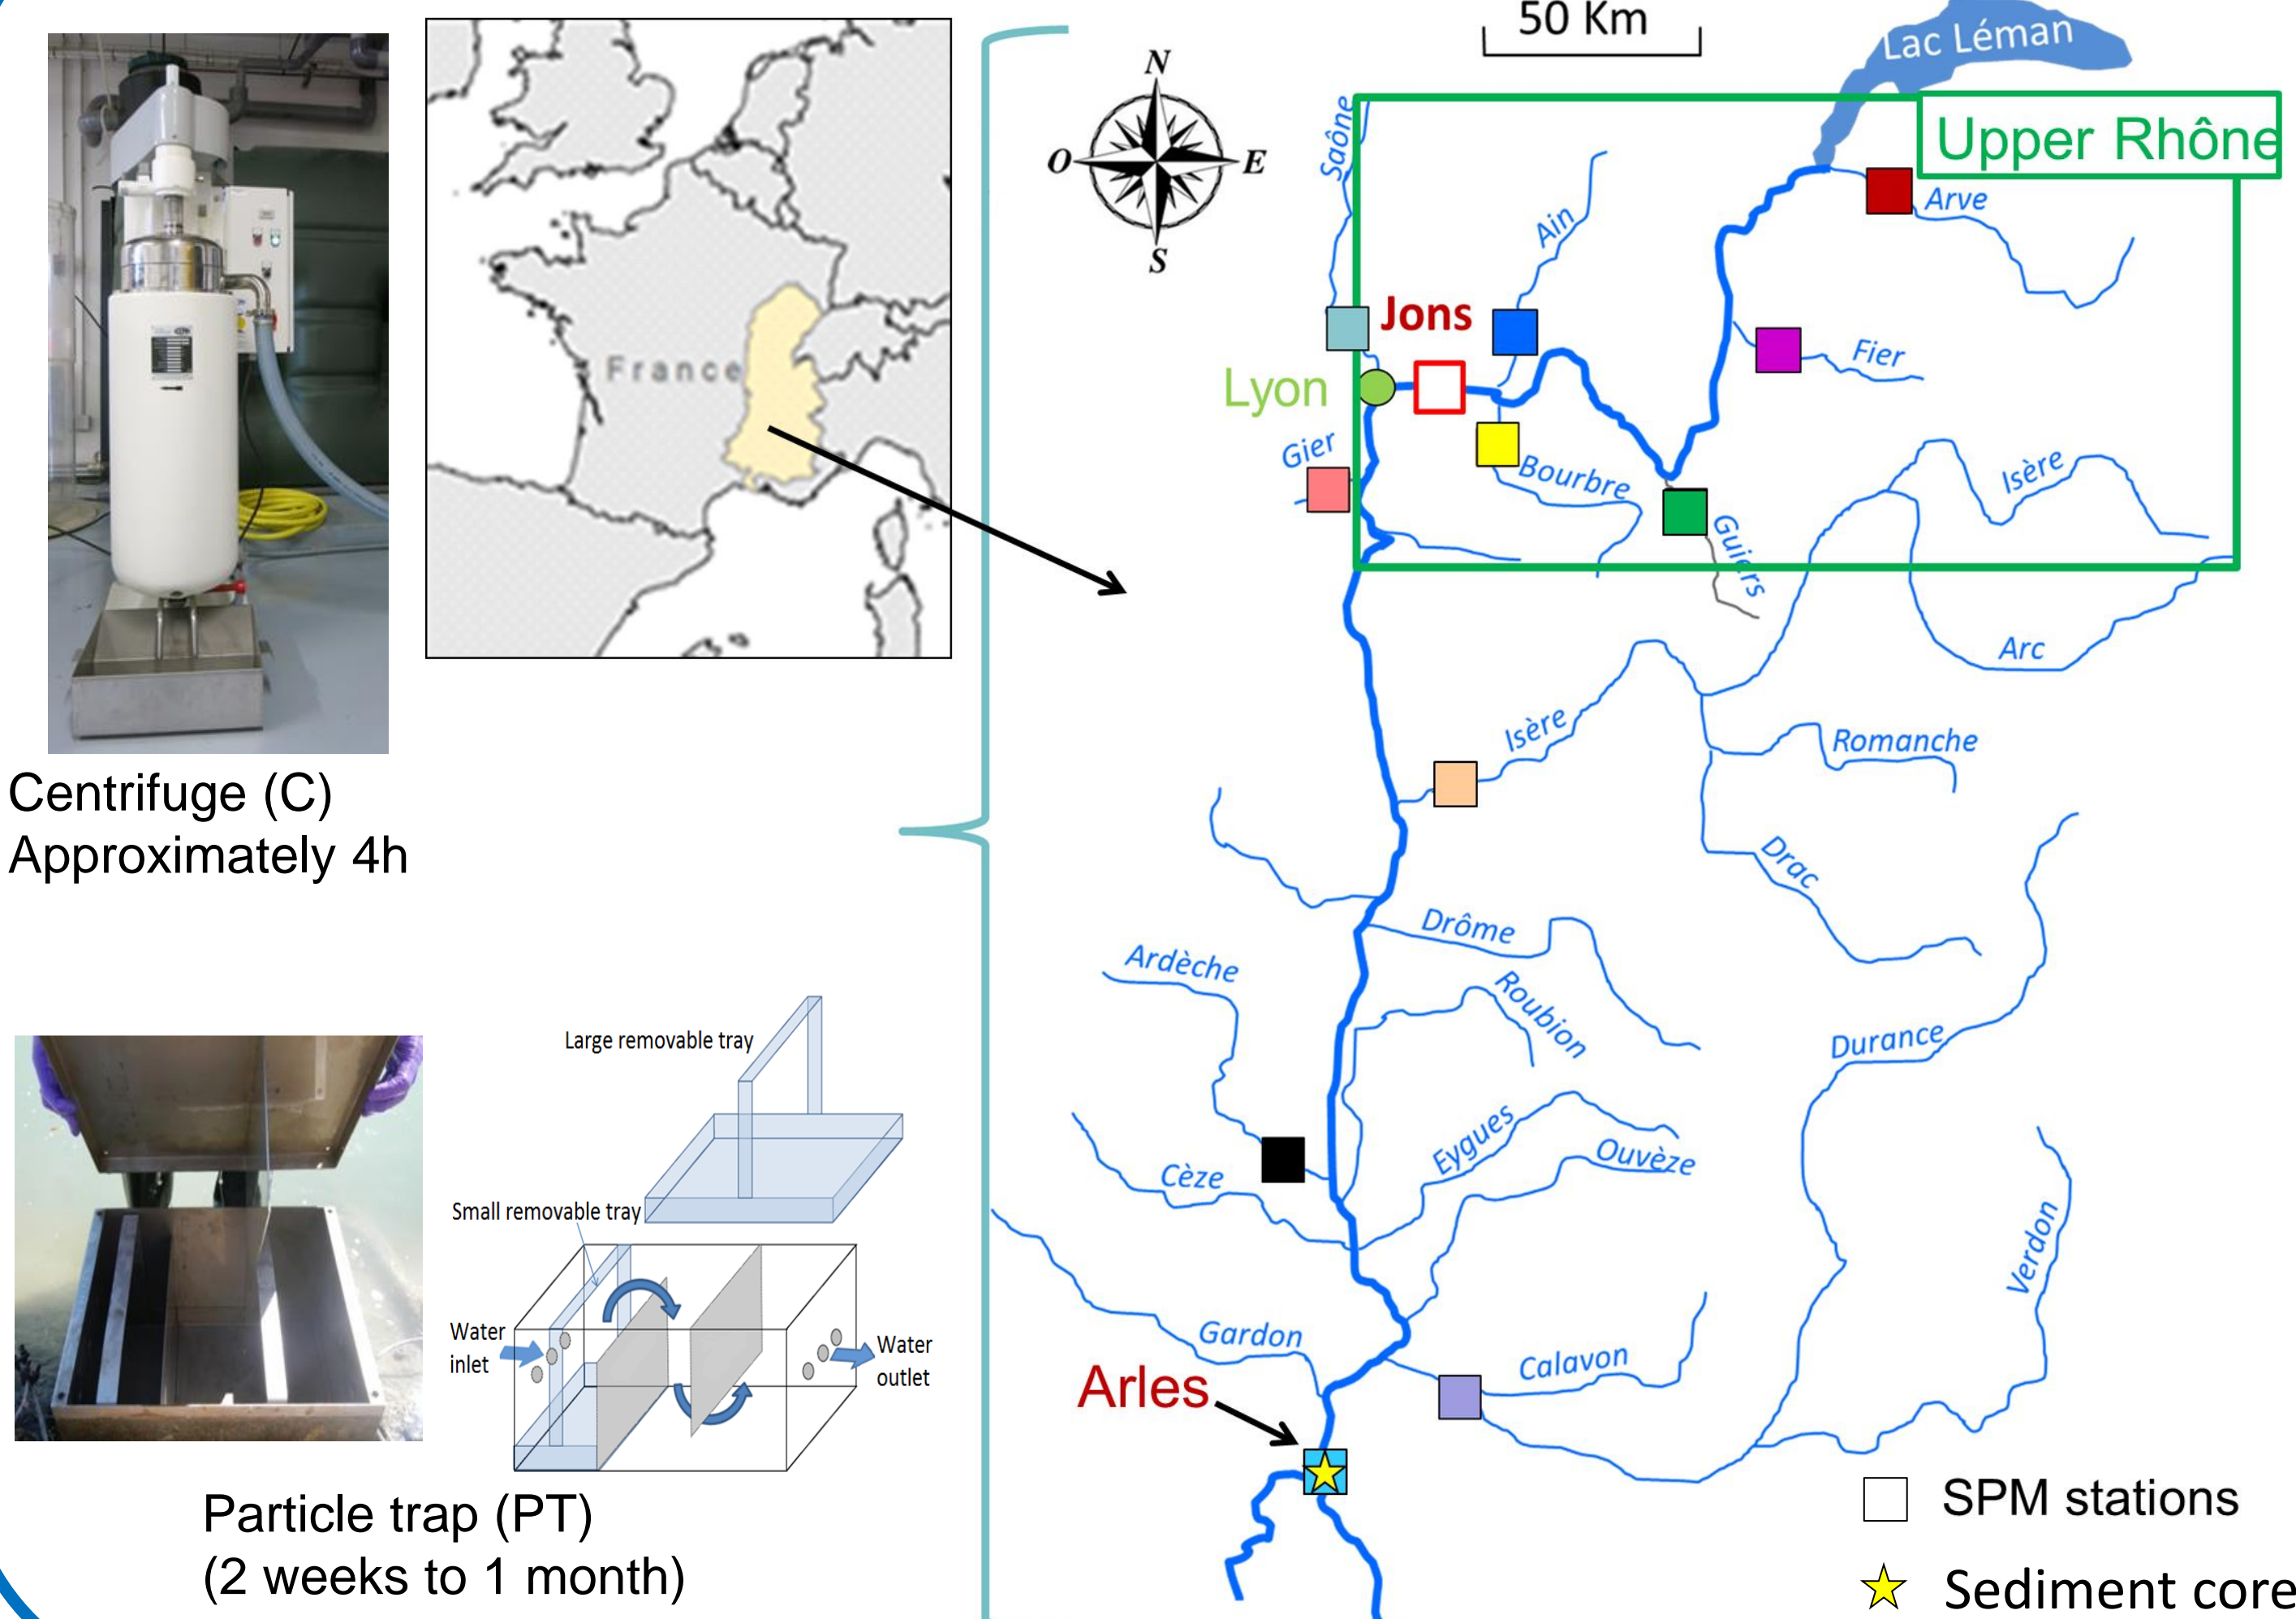 Centrifuge (C)
Approximately 4h
France
Large removable tray
Small removable tray
Water
inlet
Water
outlet
Particle trap (PT)
(2 weeks to 1 month)
50 Km
N
O
E
S
Lac Léman
Upper Rhône
Saône
Ain
Arve
Jons
Fier
Lyon
Gier
Bourbre
Guiers
Isère
Arc
Isère
Romanche
Drac
Drôme
Ardèche
Roubion
Durance
Eygues
Ouvèze
Cèze
Verdon
Gardon
Calavon
Arles
SPM stations
Sediment core